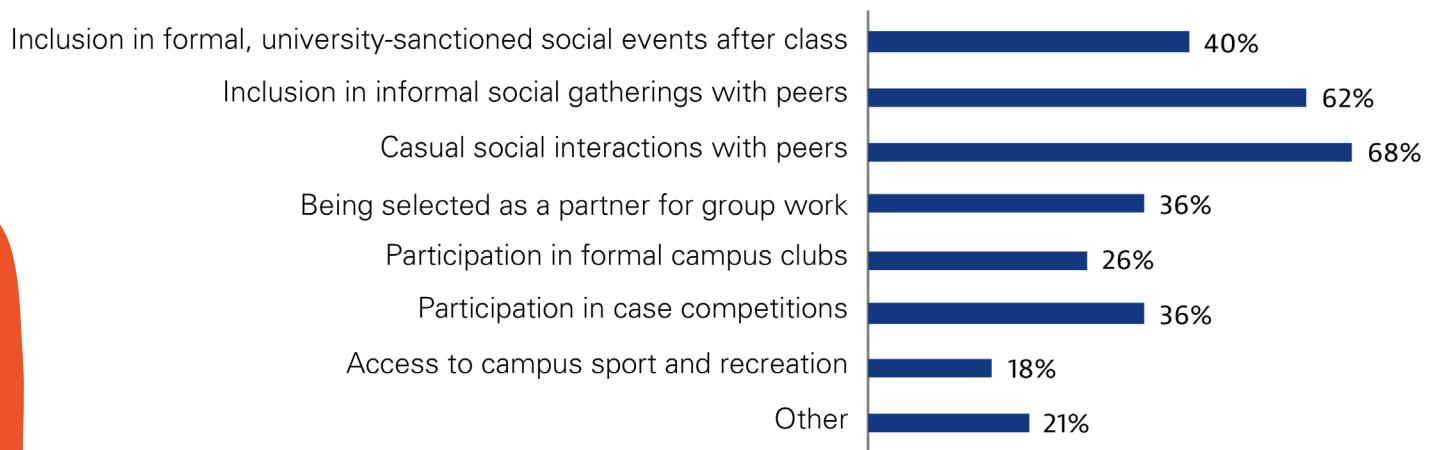 Inclusion in formal, university-sanctioned social events after class 40%
Inclusion in informal social gatherings with peers 62%
Casual social interactions with peers 68%
Being selected as a partner for group work 36%
Participation in formal campus clubs 26%
Participation in case competitions 36%
Access to campus sport and recreation 18%
Other 21%